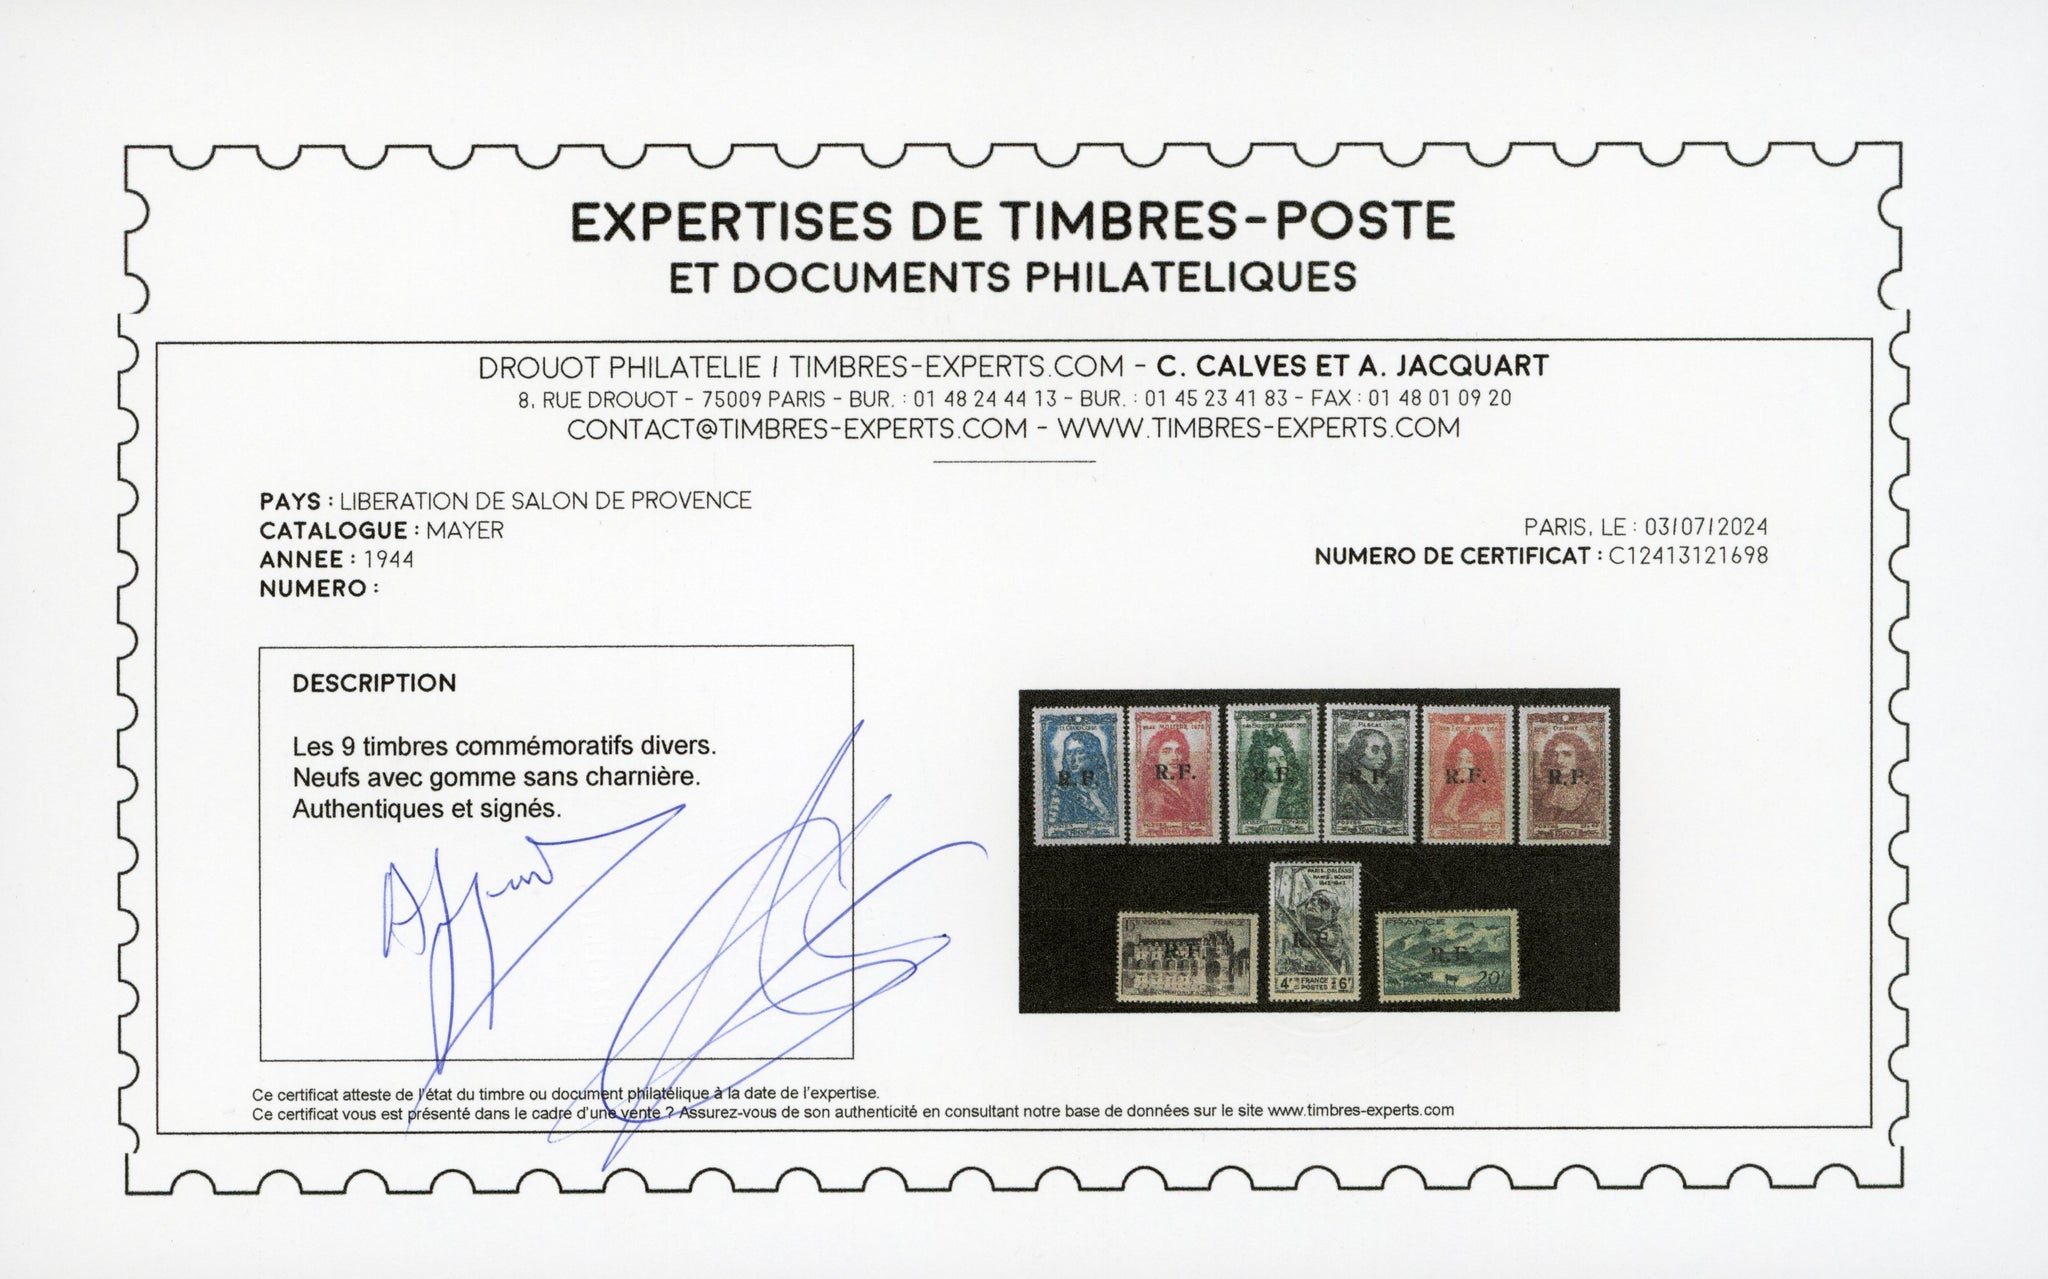 EXPERTISES DE TIMBRES-POSTE
ET DOCUMENTS PHILATELIQUES
DROUOT PHILATELIE / TIMBRES-EXPERTS.COM - C. CALVES ET A. JACQUART
8, RUE DROUOT - 75009 PARIS - BUR. : 01 48 24 44 13 - BUR. : 01 45 23 41 83 - FAX : 01 48 01 09 20
CONTACT@TIMBRES-EXPERTS.COM - WWW.TIMBRES-EXPERTS.COM
PAYS : LIBERATION DE SALON DE PROVENCE
CATALOGUE : MAYER
ANNEE : 1944
NUMERO :
PARIS, LE : 03/07/2024
NUMERO DE CERTIFICAT : C12413121698
DESCRIPTION
Les 9 timbres commémoratifs divers.
Neufs avec gomme sans charnière.
Authentiques et signés.
R.F. R.F. R.F. R.F. R.F. R.F.
PARIS-ORLÉANS
FRANCE
R.F. R.F. R.F.
20F
4F FRANCE 6F
POSTES
Ce certificat atteste de l'état du timbre ou document philatélique à la date de l'expertise.
Ce certificat vous est présenté dans le cadre d'une vente ? Assurez-vous de son authenticité en consultant notre base de données sur le site www.timbres-experts.com